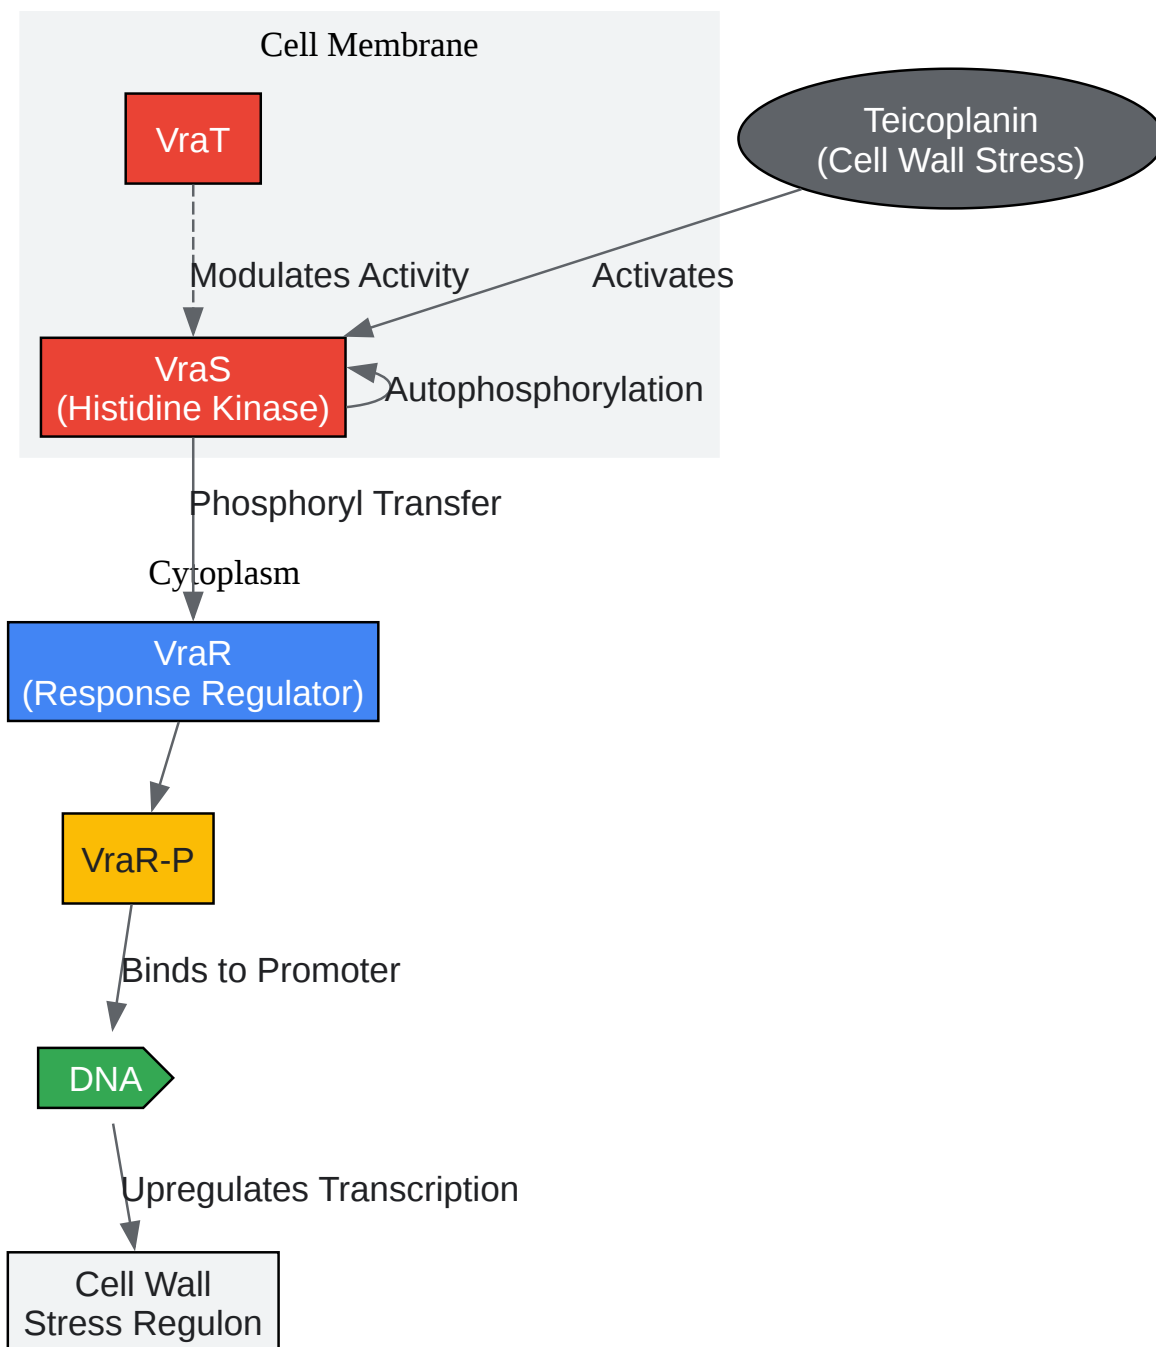 Cell Membrane
VraT
Teicoplanin
(Cell Wall Stress)
Modulates Activity
Activates
VraS
(Histidine Kinase)
Autophosphorylation
Phosphoryl Transfer
Cytoplasm
VraR
(Response Regulator)
VraR-P
Binds to Promoter
DNA
Upregulates Transcription
Cell Wall
Stress Regulon